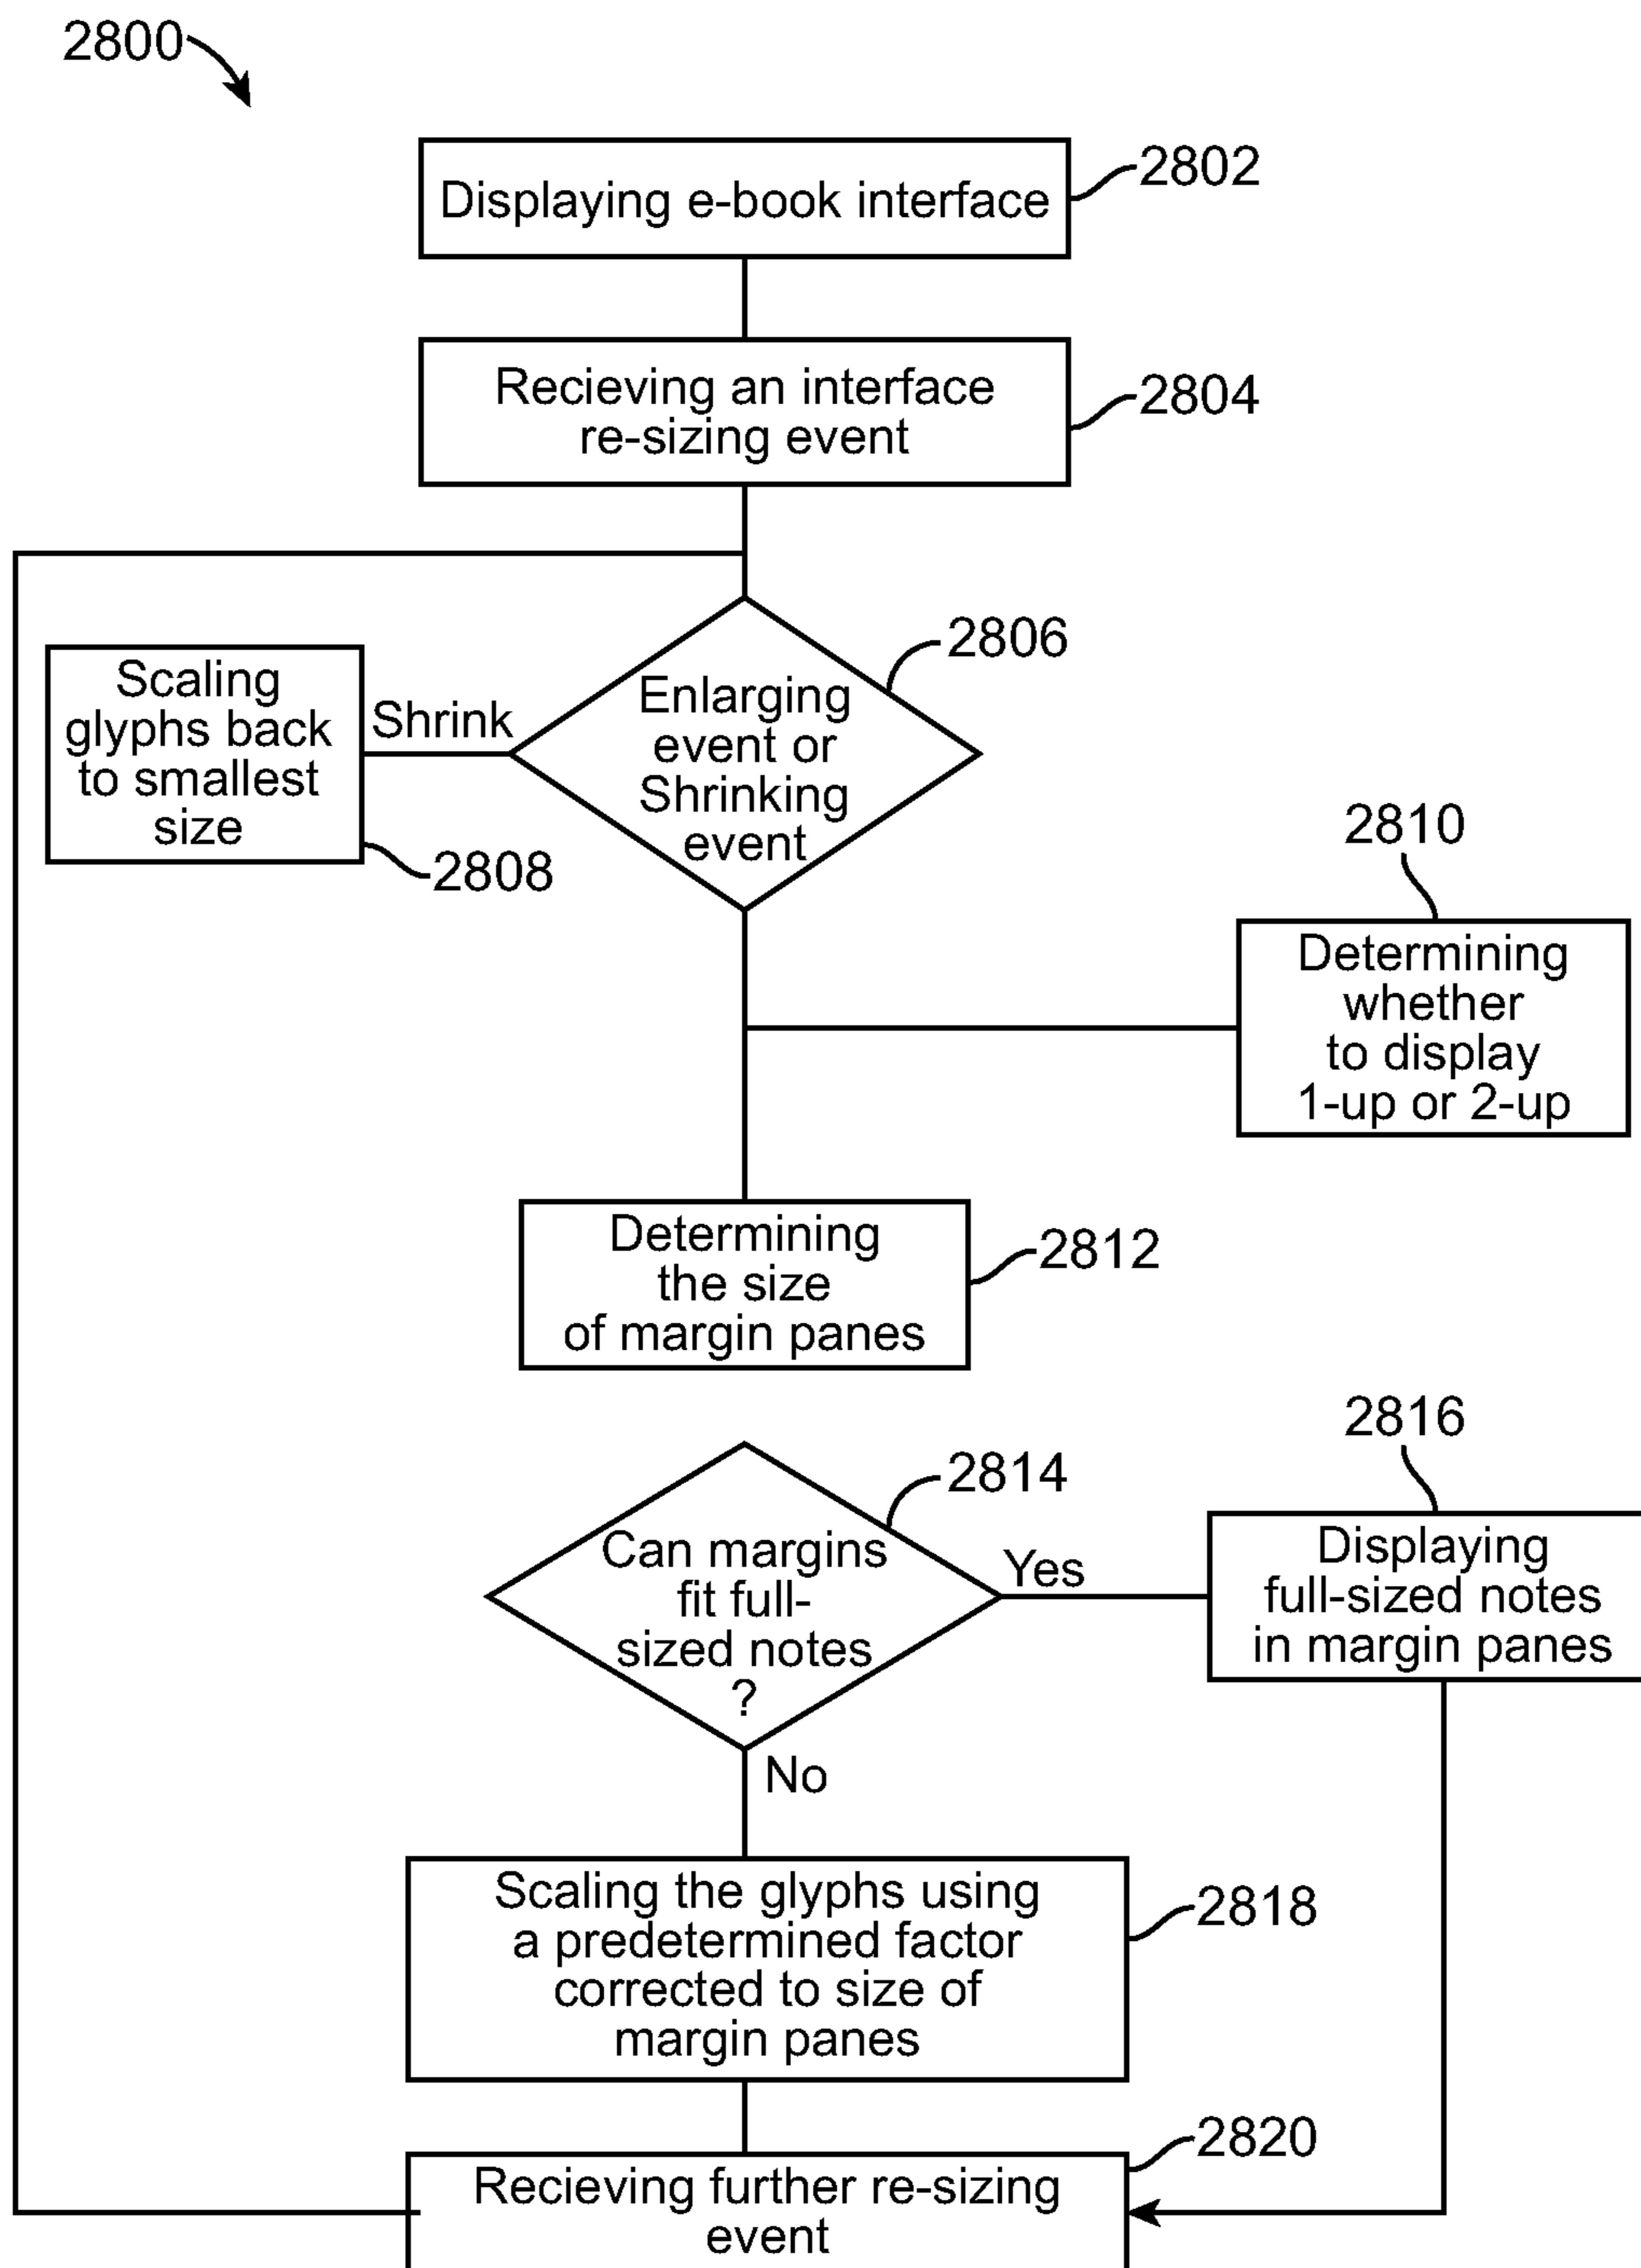 2800
Displaying e-book interface
2802
Recieving an interface
re-sizing event
2804
Enlarging
event or
Shrinking
event
2806
Shrink
Scaling
glyphs back
to smallest
size
2808
2810
Determining
whether
to display
1-up or 2-up
Determining
the size
of margin panes
2812
Can margins
fit full-
sized notes
?
2814
Yes
2816
Displaying
full-sized notes
in margin panes
No
Scaling the glyphs using
a predetermined factor
corrected to size of
margin panes
2818
Recieving further re-sizing
event
2820